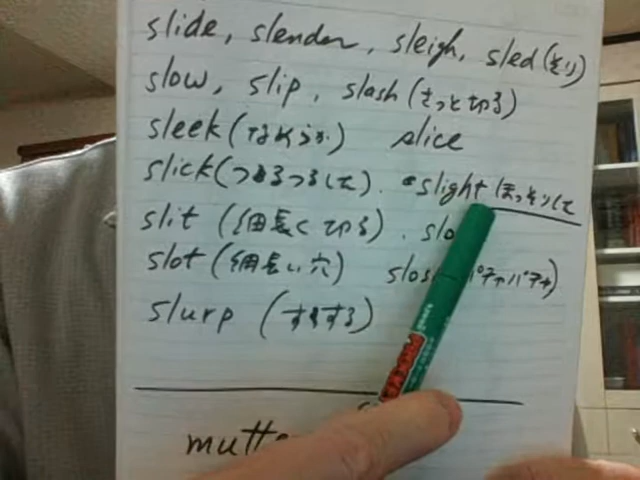 slide, slender, sleigh, sled (そり)
slow, slip, slash (さっと切る)
sleek (なめらか) slice
slick (つるつるした). slight ほっそりして
slit (細長く切る).
slot (細長い穴)
slurp (すする)